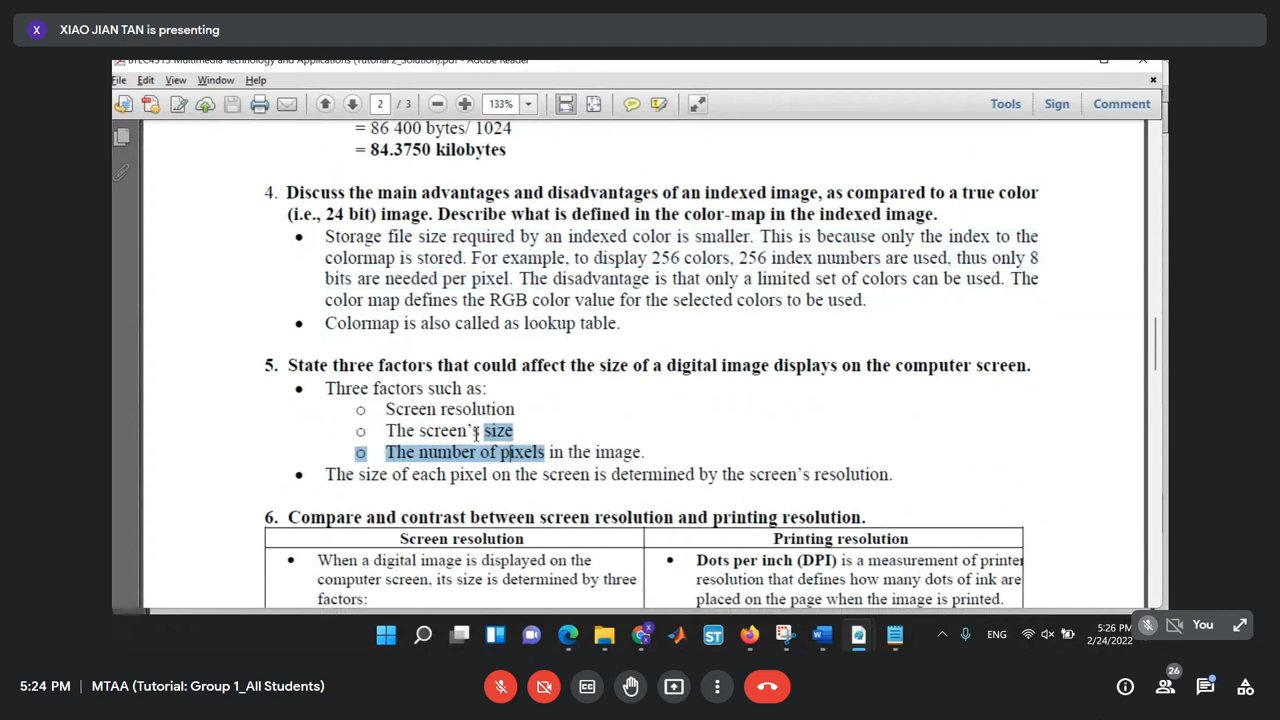 X XIAO JIAN TAN is presenting
BTEC4313 Multimedia Technology and Applications (Tutorial 2_Solution).pdf - Adobe Reader
File Edit View Window Help
2 / 3 133% Tools Sign Comment
= 86 400 bytes/ 1024
= 84.3750 kilobytes
4. Discuss the main advantages and disadvantages of an indexed image, as compared to a true color
(i.e., 24 bit) image. Describe what is defined in the color-map in the indexed image.
• Storage file size required by an indexed color is smaller. This is because only the index to the
colormap is stored. For example, to display 256 colors, 256 index numbers are used, thus only 8
bits are needed per pixel. The disadvantage is that only a limited set of colors can be used. The
color map defines the RGB color value for the selected colors to be used.
• Colormap is also called as lookup table.
5. State three factors that could affect the size of a digital image displays on the computer screen.
• Three factors such as:
o Screen resolution
o The screen's size
o The number of pixels in the image.
• The size of each pixel on the screen is determined by the screen's resolution.
6. Compare and contrast between screen resolution and printing resolution.
Screen resolution
• When a digital image is displayed on the
computer screen, its size is determined by three
factors:
Printing resolution
• Dots per inch (DPI) is a measurement of printer
resolution that defines how many dots of ink are
placed on the page when the image is printed.
X ST ENG 5:26 PM
2/24/2022
You
26
5:24 PM MTAA (Tutorial: Group 1_All Students)